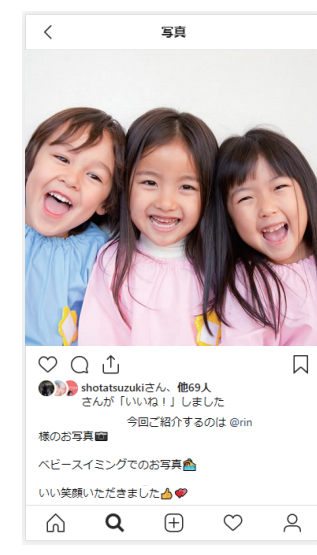 写真
shotatsuzukiさん、他69人
さんが「いいね！」しました
今回ご紹介するのは @rin
様のお写真📷
ベビースイミングでのお写真🏊
いい笑顔いただきました👍💕